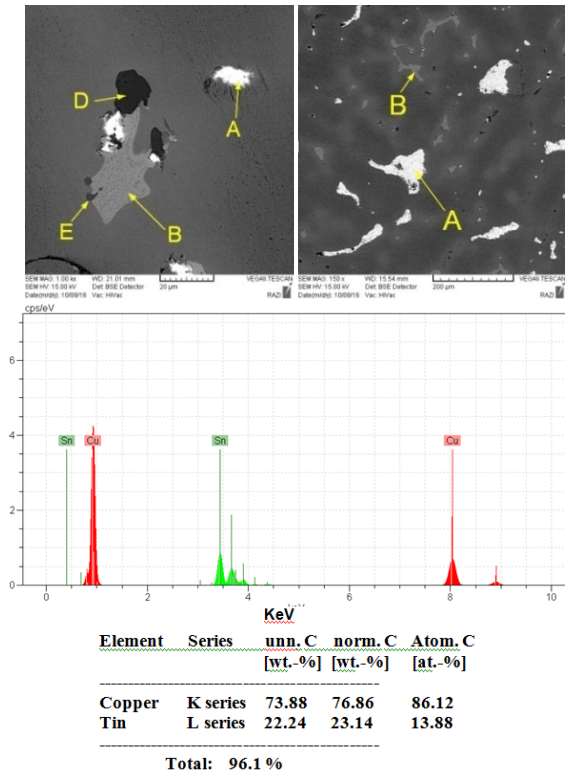 D
A
E
B
SEM MAG: 1.00 kx WD: 21.01 mm VEGA\\ TESCAN
SEM HV: 15.00 kV Det: BSE Detector 20 µm
Date(m/d/y): 10/08/16 Vac: HiVac RAZI
B
A
SEM MAG: 150 x WD: 15.54 mm VEGA\\ TESCAN
SEM HV: 15.00 kV Det: BSE Detector 200 µm
Date(m/d/y): 10/08/16 Vac: HiVac RAZI
cps/eV
6
4
2
0
Sn Cu Sn Cu
0 2 4 6 8 10
KeV
Element Series unn. C norm. C Atom. C
[wt.-%] [wt.-%] [at.-%]
Copper K series 73.88 76.86 86.12
Tin L series 22.24 23.14 13.88
Total: 96.1 %